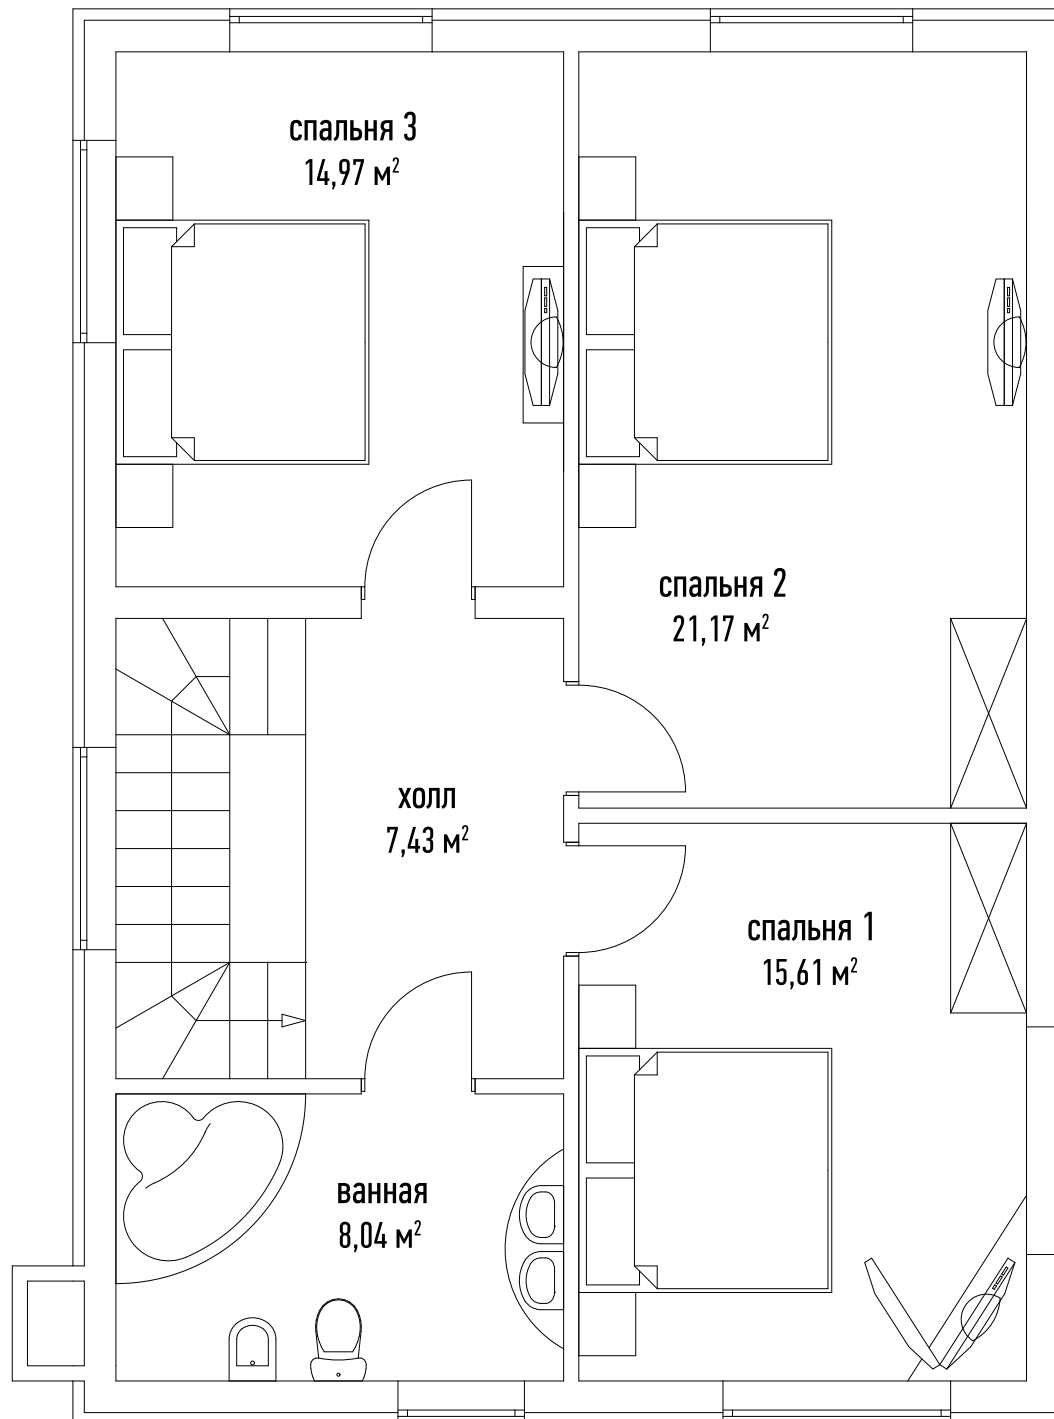 спальня 3
14,97 м²
спальня 2
21,17 м²
холл
7,43 м²
спальня 1
15,61 м²
ванная
8,04 м²